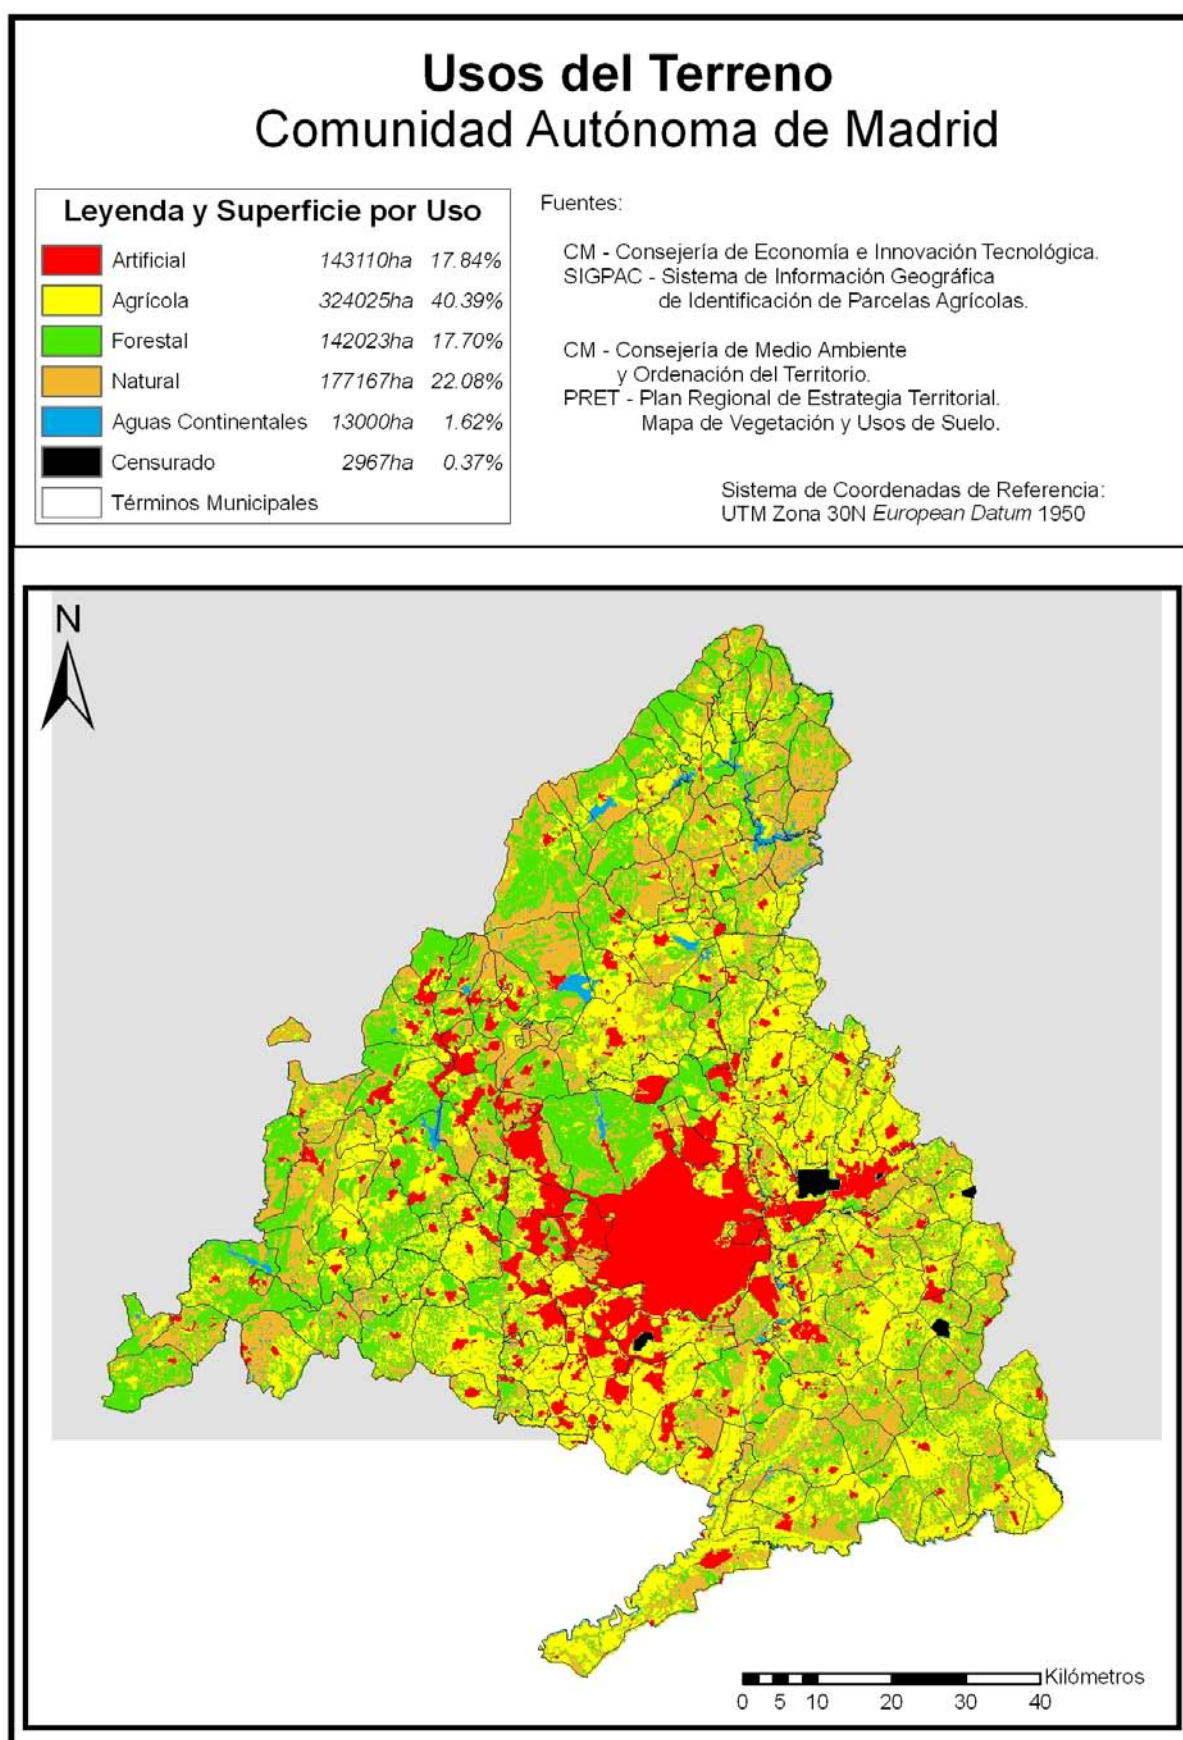 Usos del Terreno
Comunidad Autónoma de Madrid
Leyenda y Superficie por Uso
Artificial 143110ha 17.84%
Agrícola 324025ha 40.39%
Forestal 142023ha 17.70%
Natural 177167ha 22.08%
Aguas Continentales 13000ha 1.62%
Censurado 2967ha 0.37%
Términos Municipales
Fuentes:
CM - Consejería de Economía e Innovación Tecnológica.
SIGPAC - Sistema de Información Geográfica
de Identificación de Parcelas Agrícolas.
CM - Consejería de Medio Ambiente
y Ordenación del Territorio.
PRET - Plan Regional de Estrategia Territorial.
Mapa de Vegetación y Usos de Suelo.
Sistema de Coordenadas de Referencia:
UTM Zona 30N European Datum 1950
N
Kilómetros
0 5 10 20 30 40